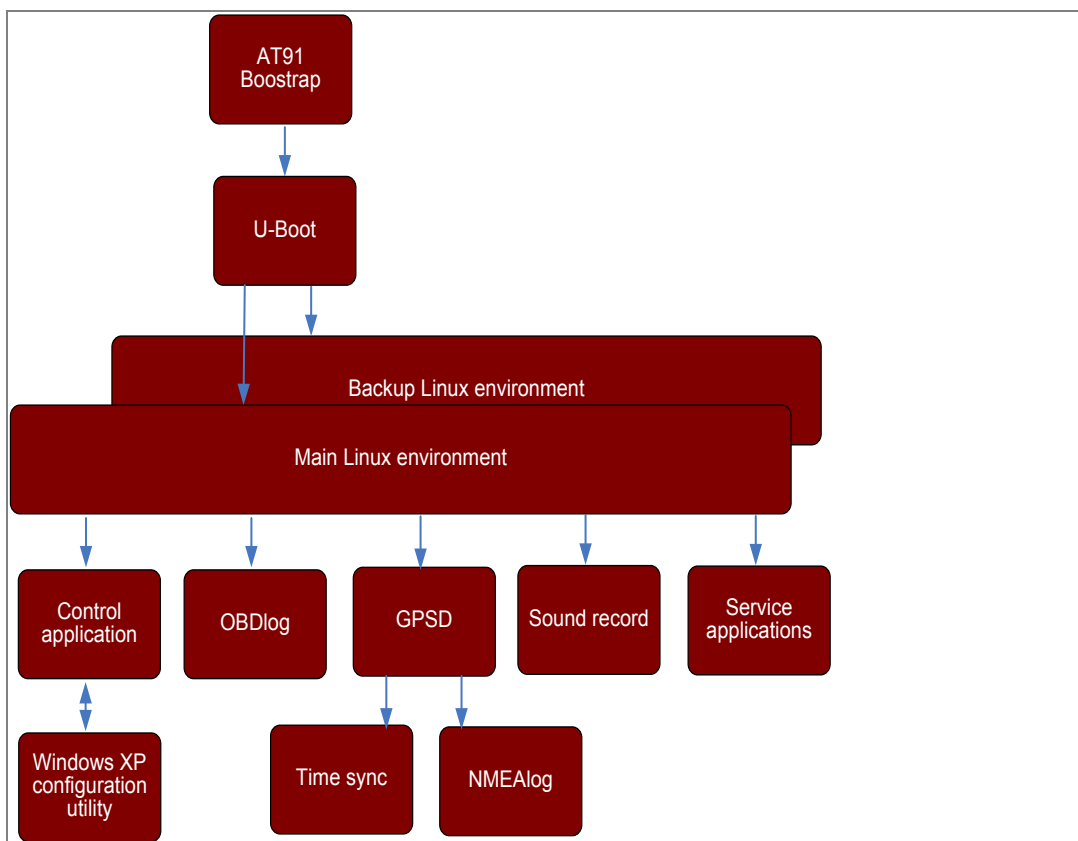 AT91
Boostrap
U-Boot
Backup Linux environment
Main Linux environment
Control
application
OBDlog
GPSD
Sound record
Service
applications
Windows XP
configuration
utility
Time sync
NMEAlog